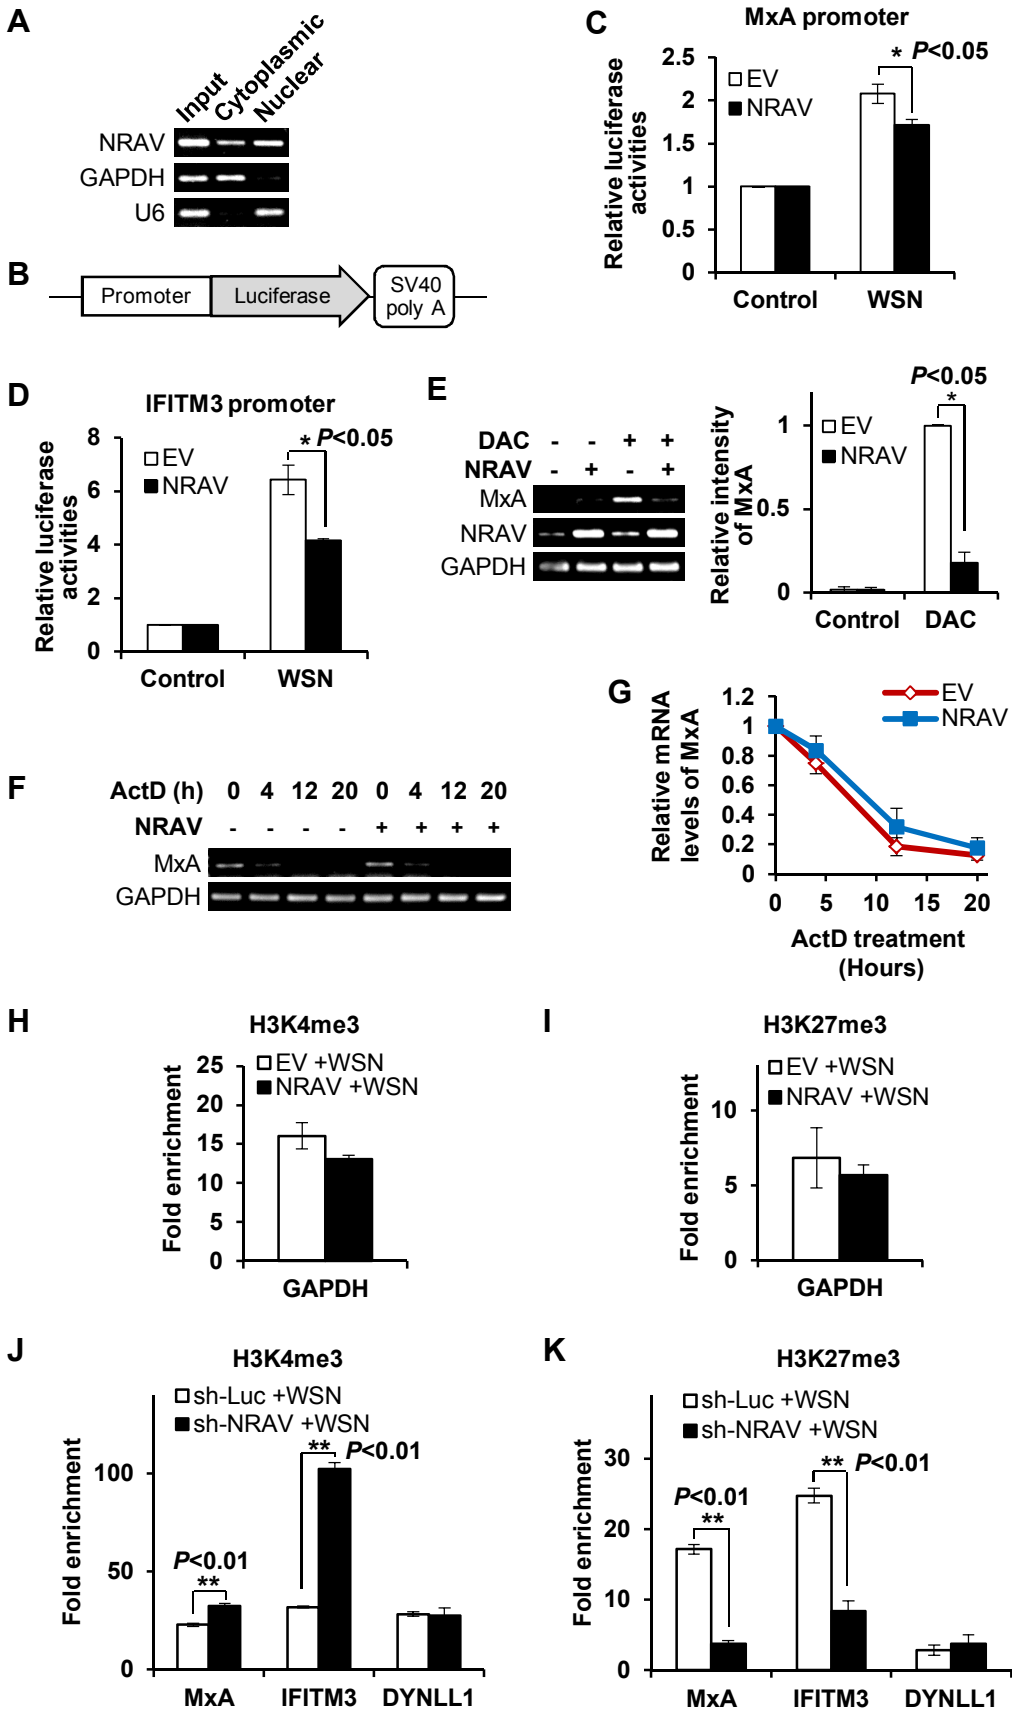 A
Input
Cytoplasmic
Nuclear
NRAV
GAPDH
U6
B
Promoter
Luciferase
SV40
poly A
C
MxA promoter
Relative luciferase
activities
2.5
2
1.5
1
0.5
0
EV
NRAV
* P<0.05
Control
WSN
D
IFITM3 promoter
Relative luciferase
activities
8
6
4
2
0
EV
NRAV
* P<0.05
Control
WSN
E
DAC - - + +
NRAV - + - +
MxA
NRAV
GAPDH
Relative intensity
of MxA
1
0.5
0
P<0.05
*
EV
NRAV
Control
DAC
F
ActD (h) 0 4 12 20 0 4 12 20
NRAV - - - - + + + +
MxA
GAPDH
G
Relative mRNA
levels of MxA
1.2
1
0.8
0.6
0.4
0.2
0
EV
NRAV
0 5 10 15 20
ActD treatment
(Hours)
H
H3K4me3
Fold enrichment
25
20
15
10
5
0
EV +WSN
NRAV +WSN
GAPDH
I
H3K27me3
Fold enrichment
10
5
0
EV +WSN
NRAV +WSN
GAPDH
J
H3K4me3
Fold enrichment
100
50
0
sh-Luc +WSN
sh-NRAV +WSN
** P<0.01
P<0.01
**
MxA
IFITM3
DYNLL1
K
H3K27me3
Fold enrichment
30
20
10
0
sh-Luc +WSN
sh-NRAV +WSN
** P<0.01
P<0.01
**
MxA
IFITM3
DYNLL1